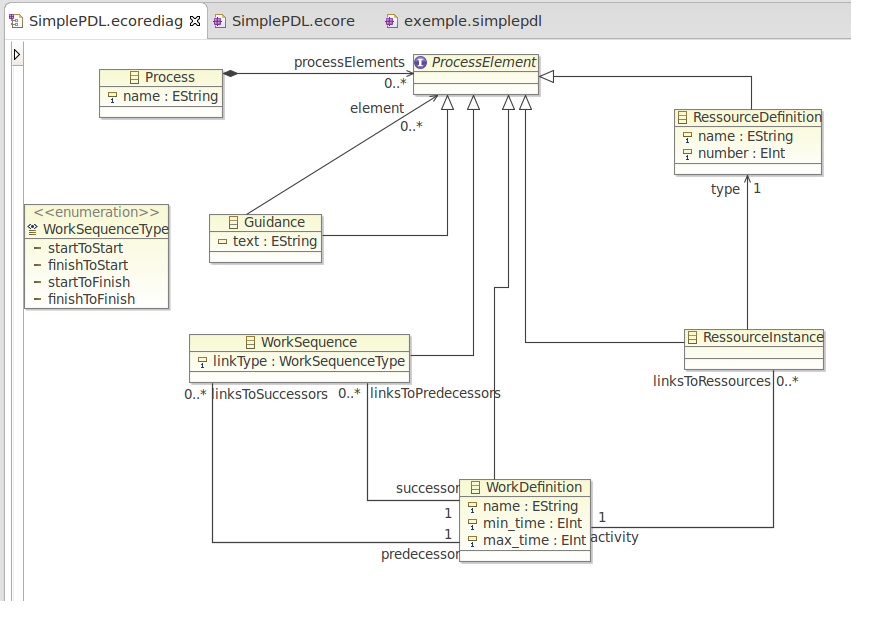 SimplePDL.ecorediag SimplePDL.ecore exemple.simplepdl
processElements
0..*
ProcessElement
Process
name : EString
element
0..*
RessourceDefinition
name : EString
number : EInt
type 1
<<enumeration>>
WorkSequenceType
startToStart
finishToStart
startToFinish
finishToFinish
Guidance
text : EString
WorkSequence
linkType : WorkSequenceType
0..* linksToSuccessors 0..* linksToPredecessors
RessourceInstance
linksToRessources 0..*
successor
1
1
predecessor
WorkDefinition
name : EString
min_time : EInt
max_time : EInt
1
activity